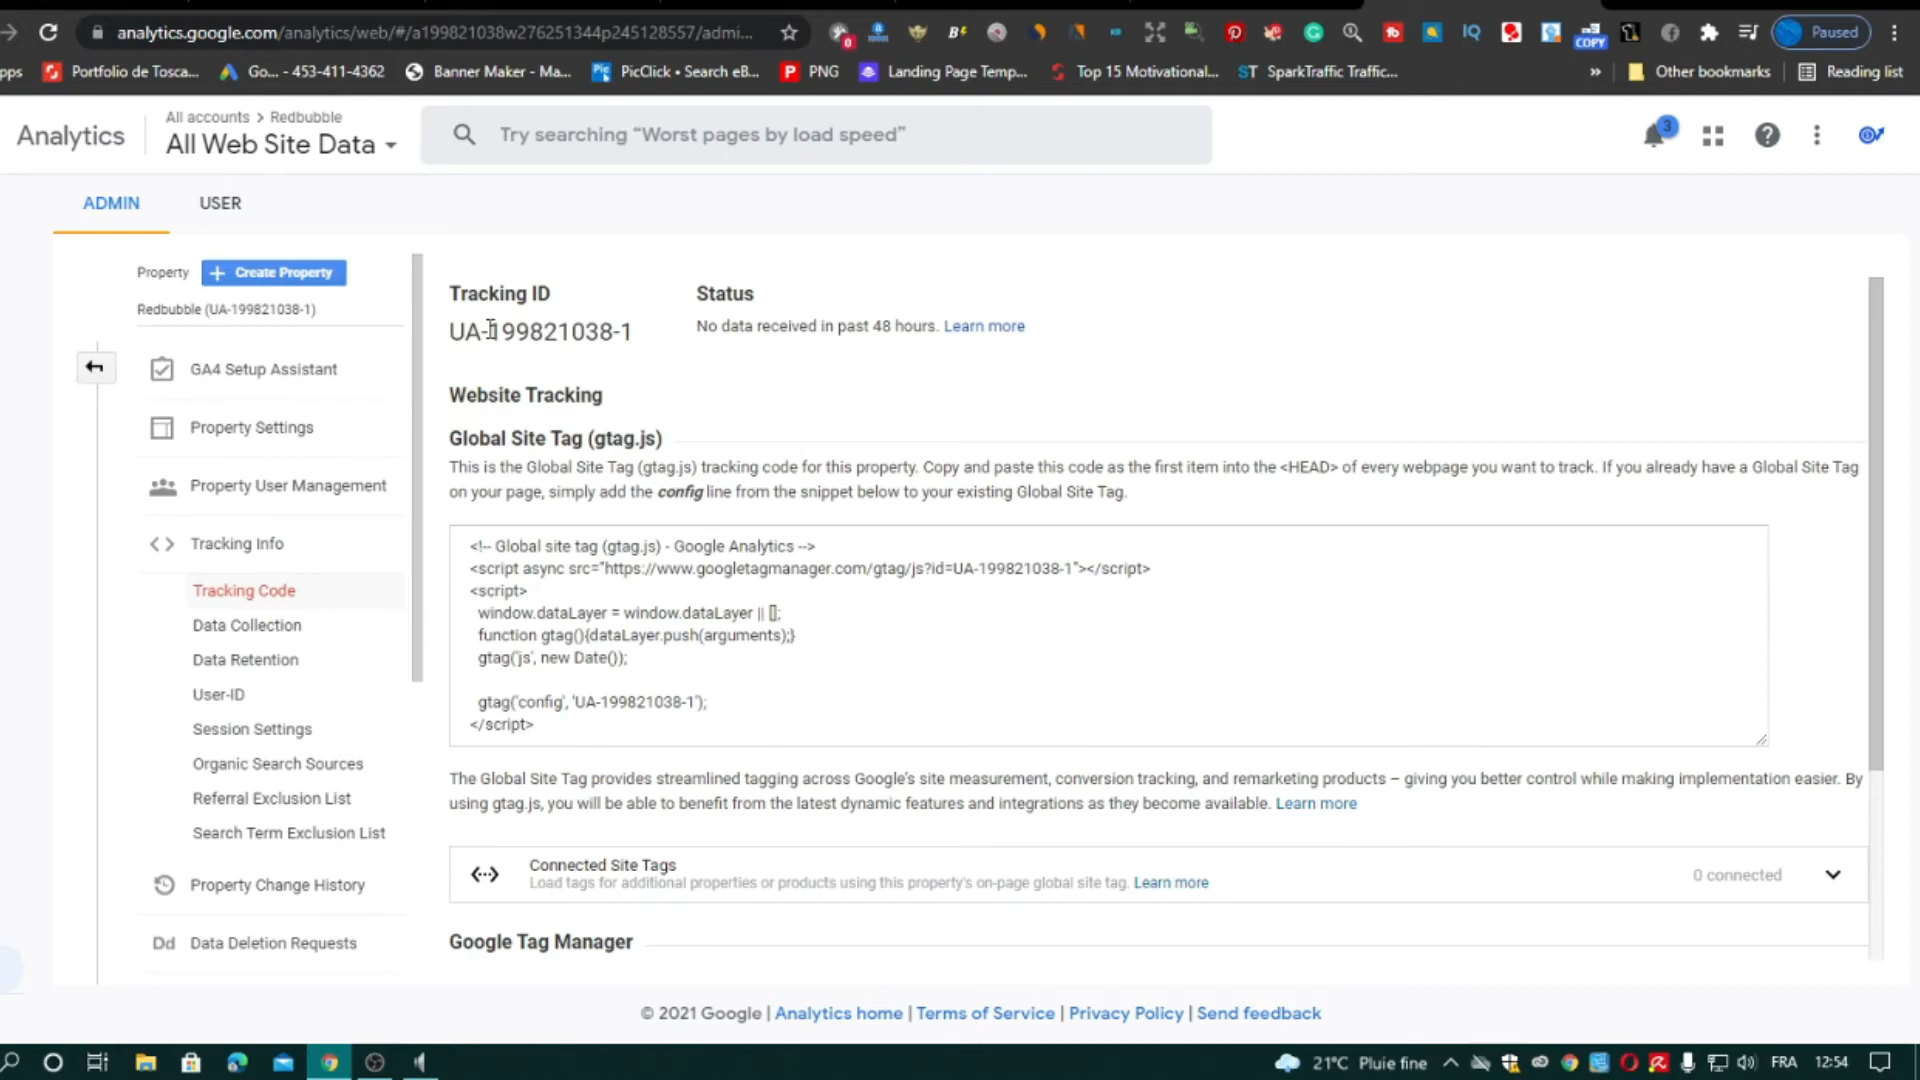 analytics.google.com/analytics/web/#/a199821038w276251344p245128557/admi...
0
B
IQ
COPY
Paused
pps
Portfolio de Tosca...
Go... - 453-411-4362
Banner Maker - Ma...
Pic PicClick • Search eB...
PNG
Landing Page Temp...
Top 15 Motivational...
ST SparkTraffic Traffic...
»
Other bookmarks
Reading list
Analytics
All accounts > Redbubble
All Web Site Data
Try searching “Worst pages by load speed”
3
ADMIN
USER
Property
+ Create Property
Redbubble (UA-199821038-1)
GA4 Setup Assistant
Property Settings
Property User Management
Tracking Info
Tracking Code
Data Collection
Data Retention
User-ID
Session Settings
Organic Search Sources
Referral Exclusion List
Search Term Exclusion List
Property Change History
Dd Data Deletion Requests
Tracking ID
UA-199821038-1
Status
No data received in past 48 hours. Learn more
Website Tracking
Global Site Tag (gtag.js)
This is the Global Site Tag (gtag.js) tracking code for this property. Copy and paste this code as the first item into the <HEAD> of every webpage you want to track. If you already have a Global Site Tag
on your page, simply add the config line from the snippet below to your existing Global Site Tag.
<!-- Global site tag (gtag.js) - Google Analytics -->
<script async src="https://www.googletagmanager.com/gtag/js?id=UA-199821038-1"></script>
<script>
window.dataLayer = window.dataLayer || [];
function gtag(){dataLayer.push(arguments);}
gtag('js', new Date());
gtag('config', 'UA-199821038-1');
</script>
The Global Site Tag provides streamlined tagging across Google's site measurement, conversion tracking, and remarketing products – giving you better control while making implementation easier. By
using gtag.js, you will be able to benefit from the latest dynamic features and integrations as they become available. Learn more
Connected Site Tags
Load tags for additional properties or products using this property's on-page global site tag. Learn more
0 connected
Google Tag Manager
© 2021 Google | Analytics home | Terms of Service | Privacy Policy | Send feedback
21°C Pluie fine
FRA
12:54